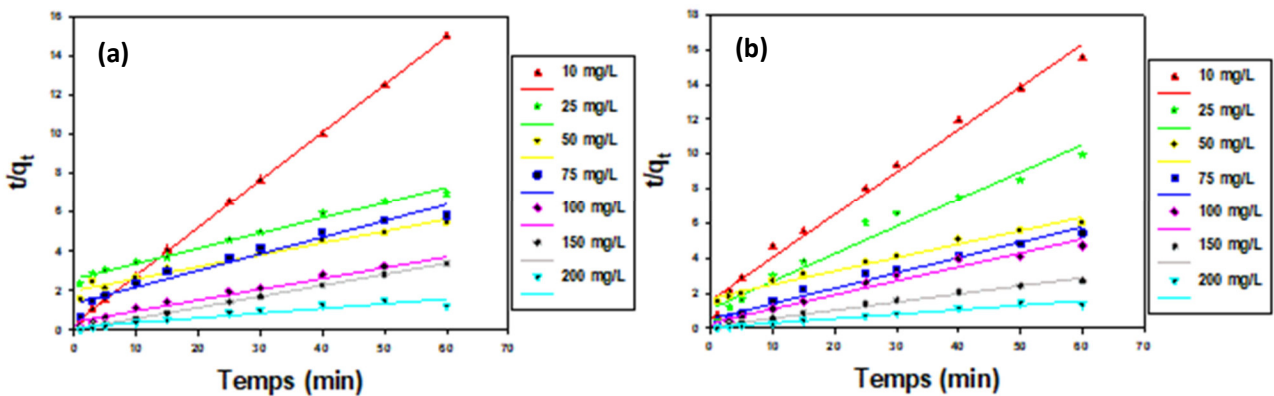 (a)
t/qt
16
14
12
10
8
6
4
2
0
0 10 20 30 40 50 60 70
Temps (min)
10 mg/L
25 mg/L
50 mg/L
75 mg/L
100 mg/L
150 mg/L
200 mg/L
(b)
t/qt
18
16
14
12
10
8
6
4
2
0
0 10 20 30 40 50 60 70
Temps (min)
10 mg/L
25 mg/L
50 mg/L
75 mg/L
100 mg/L
150 mg/L
200 mg/L